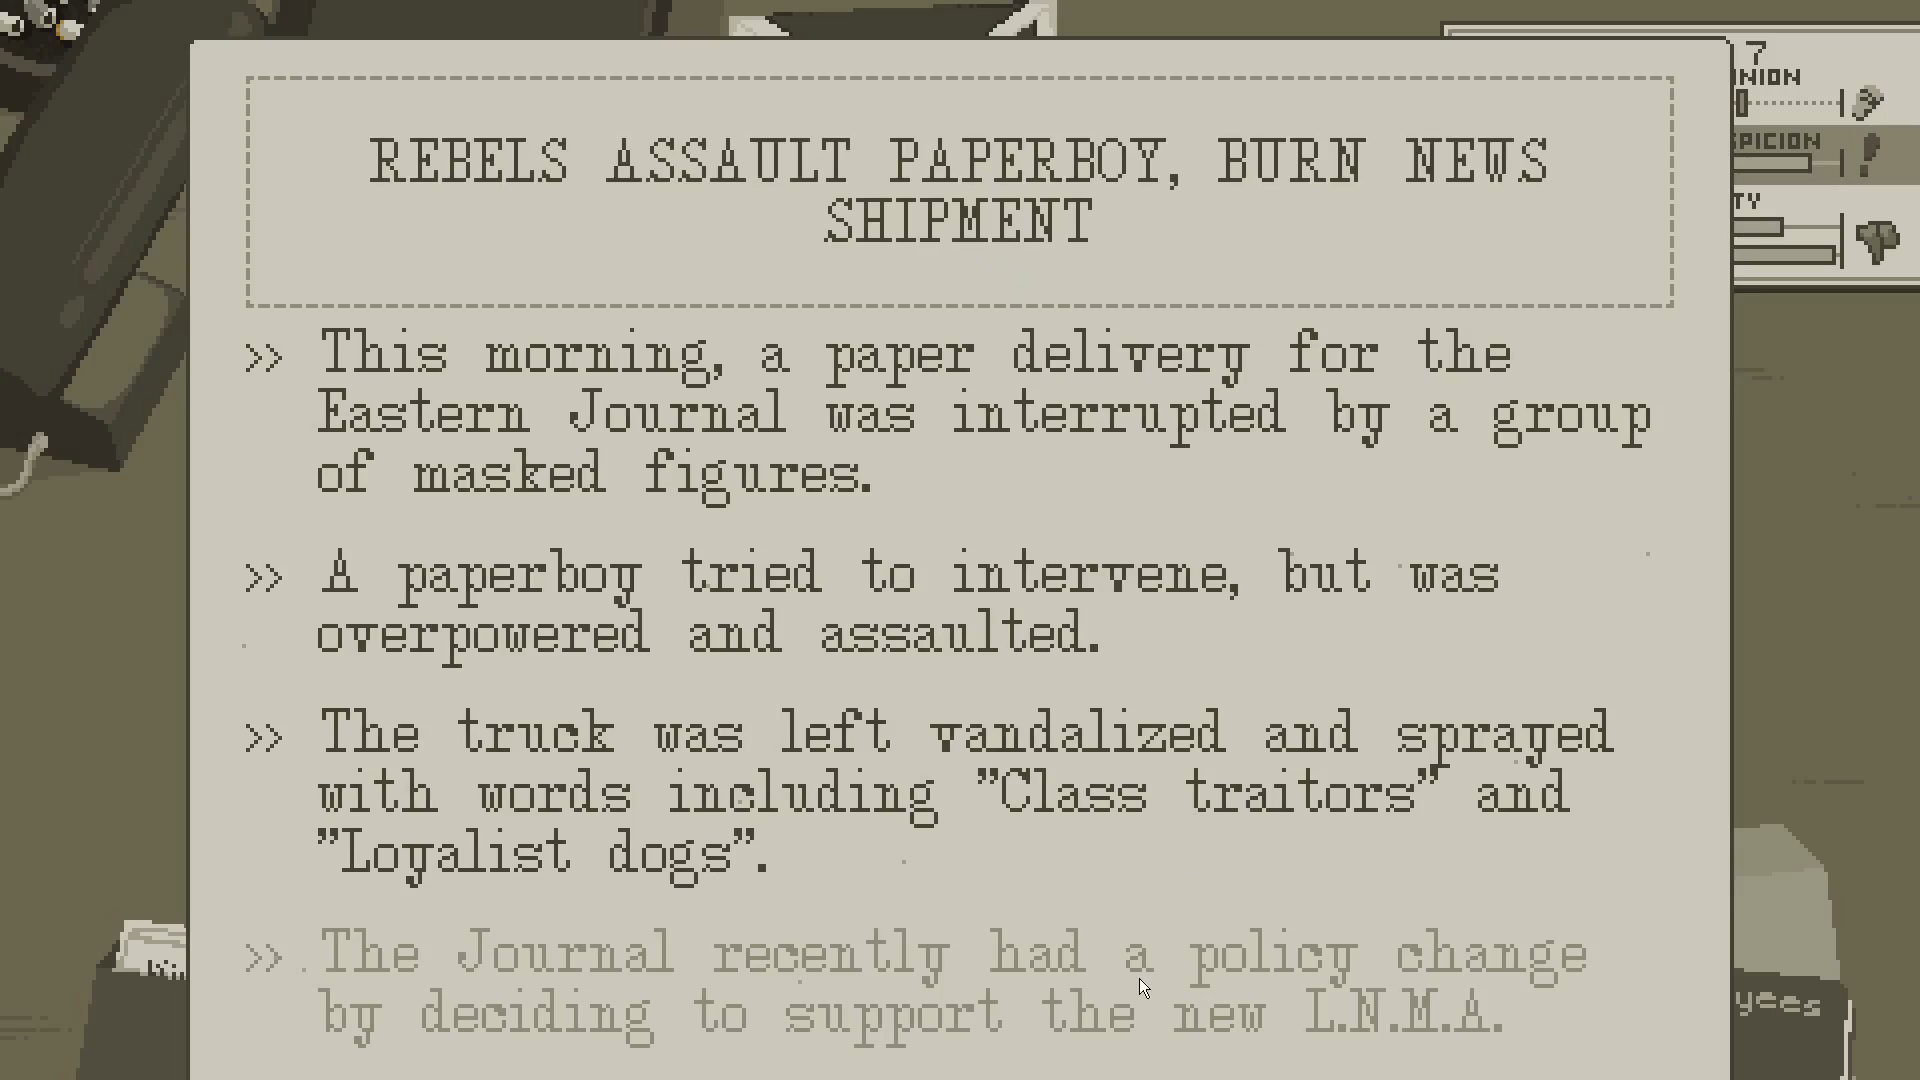 REBELS ASSAULT PAPERBOY, BURN NEWS
SHIPMENT
>> This morning, a paper delivery for the
Eastern Journal was interrupted by a group
of masked figures.
>> A paperboy tried to intervene, but was
overpowered and assaulted.
>> The truck was left vandalized and sprayed
with words including "Class traitors" and
"Loyalist dogs".
>> The Journal recently had a policy change
by deciding to support the new L.N.M.A.
7